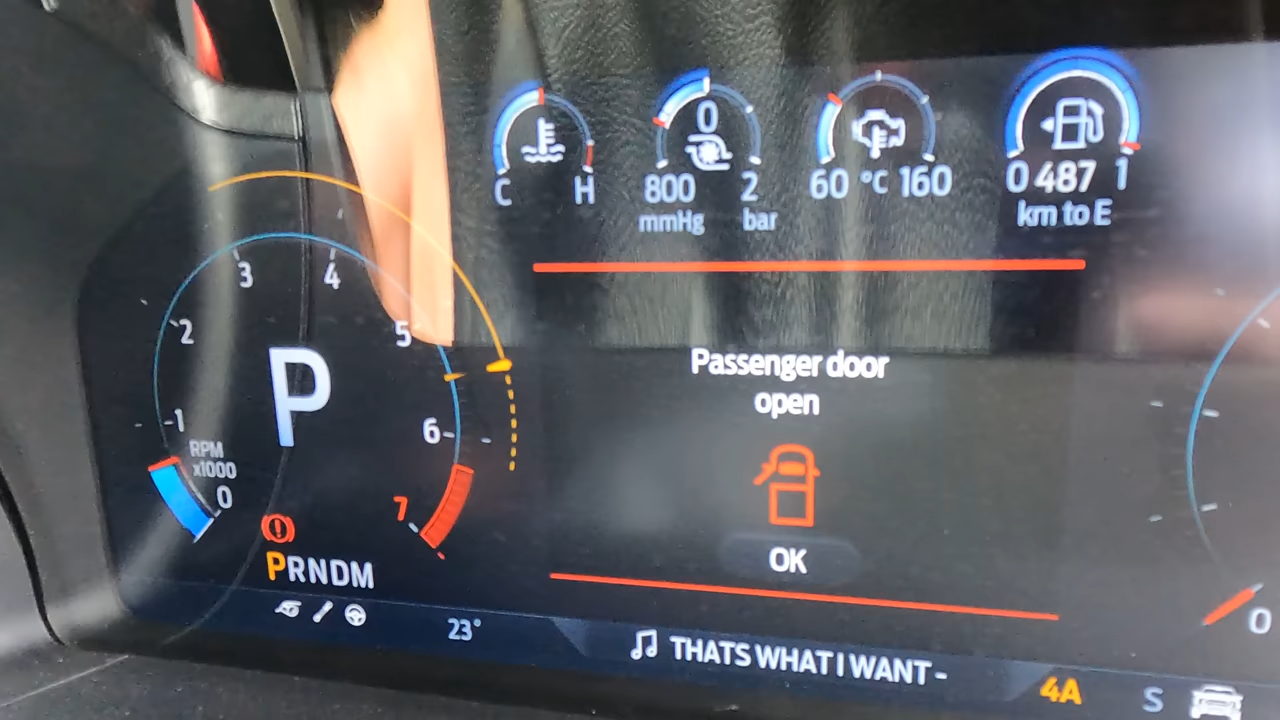 C H
0
800 2
mmHg bar
60 °C 160
0 487 1
km to E
Passenger door
open
OK
3 4
2 5
1 6
RPM
x1000
0 7
P
PRNDM
23°
THATS WHAT I WANT -
4A
S
0